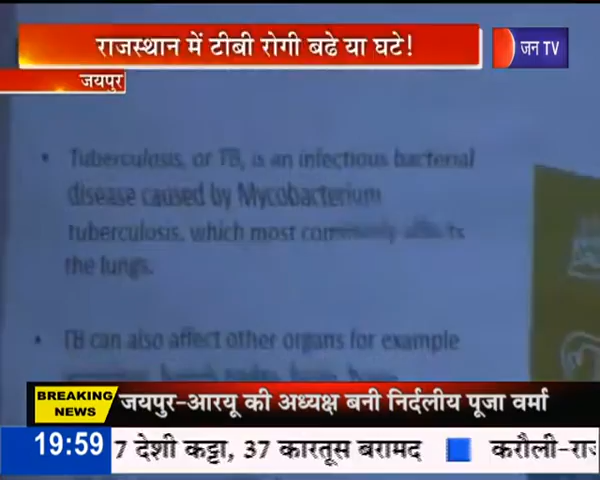 राजस्थान में टीबी रोगी बढे या घटे!
जन TV
जयपुर
• Tuberculosis, or TB, is an infectious bacterial
disease caused by Mycobacterium
tuberculosis, which most commonly affects
the lungs.
• TB can also affect other organs for example
BREAKING NEWS
जयपुर-आरयू की अध्यक्ष बनी निर्दलीय पूजा वर्मा
19:59
7 देशी कट्टा, 37 कारतूस बरामद
करौली-राज